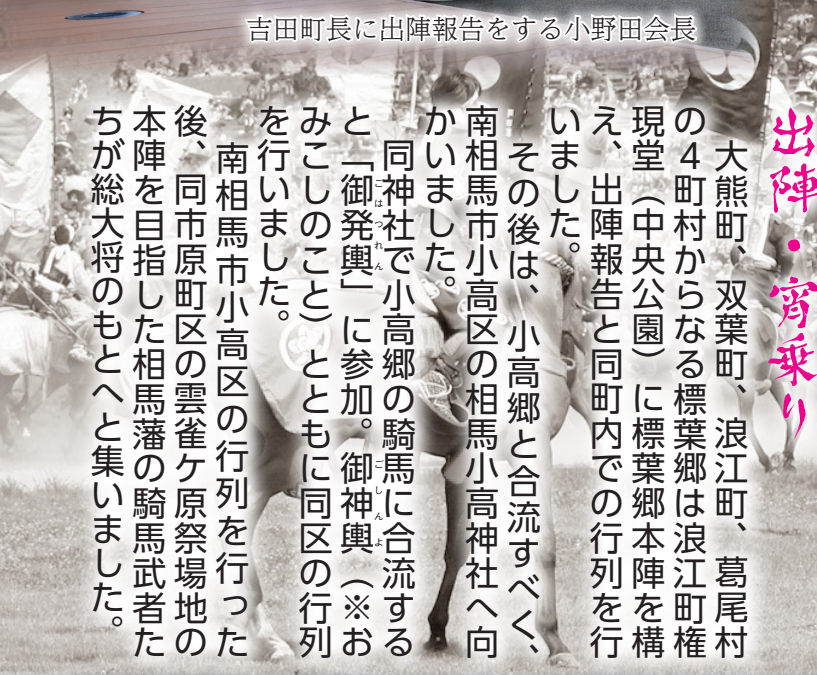 吉田町長に出陣報告をする小野田会長
出陣・宵乗り
大熊町、双葉町、浪江町、葛尾村
の４町村からなる標葉郷は浪江町権
現堂（中央公園）に標葉郷本陣を構
え、出陣報告と同町内での行列を行
いました。
その後は、小高郷と合流すべく、
南相馬市小高区の相馬小高神社へ向
かいました。
同神社で小高郷の騎馬に合流する
と「御発輿」に参加。御神輿（※お
ごはつれん
ごしんよ
みこしのこと）とともに同区の行列
を行いました。
南相馬市小高区の行列を行った
後、同市原町区の雲雀ケ原祭場地の
本陣を目指した相馬藩の騎馬武者た
ちが総大将のもとへと集いました。